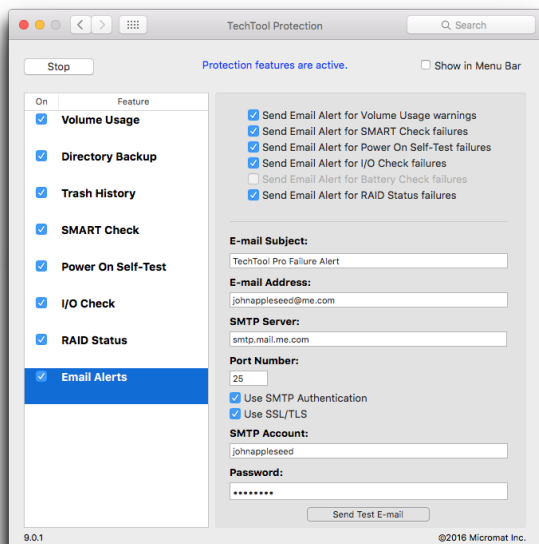 TechTool Protection
Search
Stop
Protection features are active.
Show in Menu Bar
On
Feature
Volume Usage
Directory Backup
Trash History
SMART Check
Power On Self-Test
I/O Check
RAID Status
Email Alerts
Send Email Alert for Volume Usage warnings
Send Email Alert for SMART Check failures
Send Email Alert for Power On Self-Test failures
Send Email Alert for I/O Check failures
Send Email Alert for Battery Check failures
Send Email Alert for RAID Status failures
E-mail Subject:
TechTool Pro Failure Alert
E-mail Address:
johnappleseed@me.com
SMTP Server:
smtp.mail.me.com
Port Number:
25
Use SMTP Authentication
Use SSL/TLS
SMTP Account:
johnappleseed
Password:
••••••••
Send Test E-mail
9.0.1
©2016 Micromat Inc.